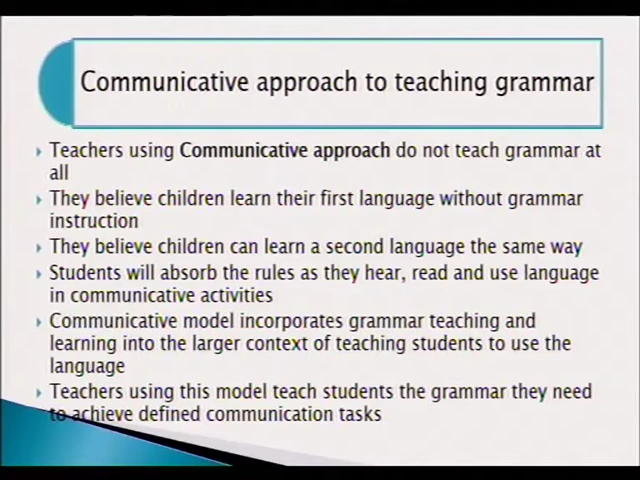 Communicative approach to teaching grammar
Teachers using Communicative approach do not teach grammar at
all
They believe children learn their first language without grammar
instruction
They believe children can learn a second language the same way
Students will absorb the rules as they hear, read and use language
in communicative activities
Communicative model incorporates grammar teaching and
learning into the larger context of teaching students to use the
language
Teachers using this model teach students the grammar they need
to achieve defined communication tasks